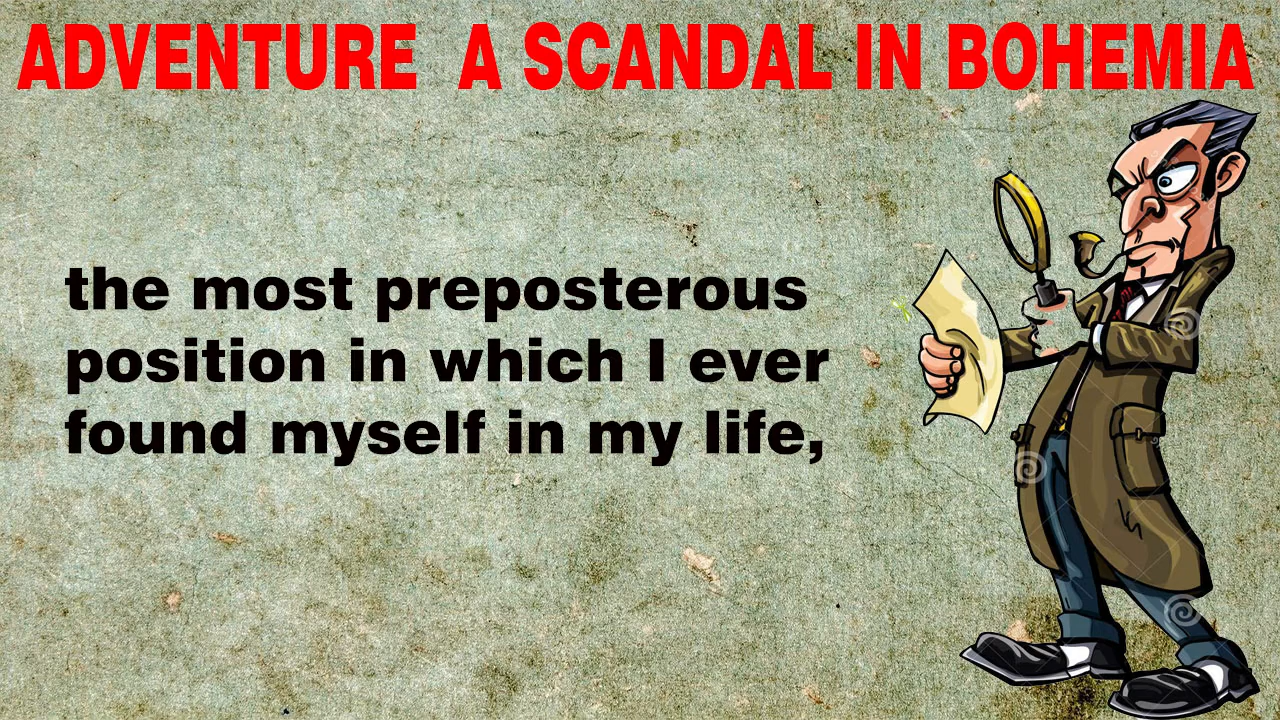 ADVENTURE A SCANDAL IN BOHEMIA
the most preposterous
position in which I ever
found myself in my life,